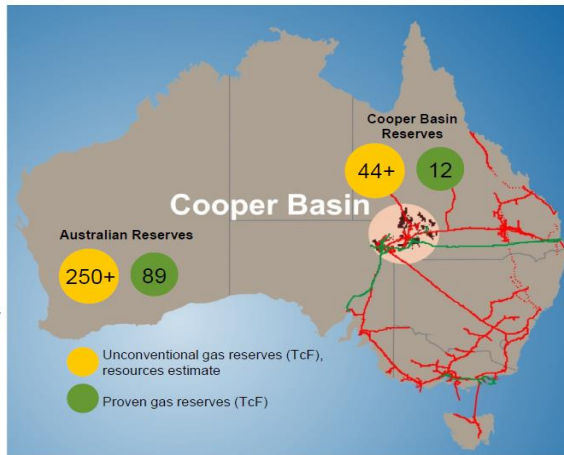 Cooper Basin
Reserves
44+
12
Cooper Basin
Australian Reserves
250+
89
Unconventional gas reserves (TcF),
resources estimate
Proven gas reserves (TcF)